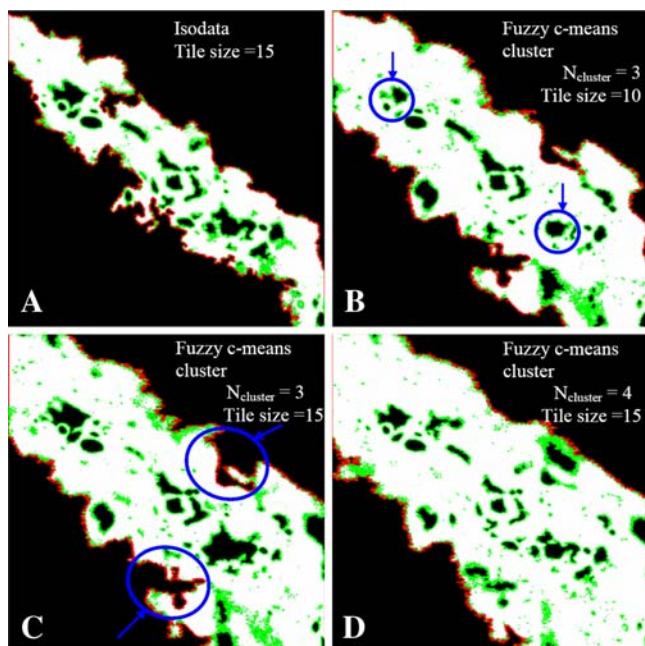 Isodata
Tile size =15
A
Fuzzy c-means
cluster
Ncluster = 3
Tile size =10
B
Fuzzy c-means
cluster
Ncluster = 3
Tile size =15
C
Fuzzy c-means
cluster
Ncluster = 4
Tile size =15
D